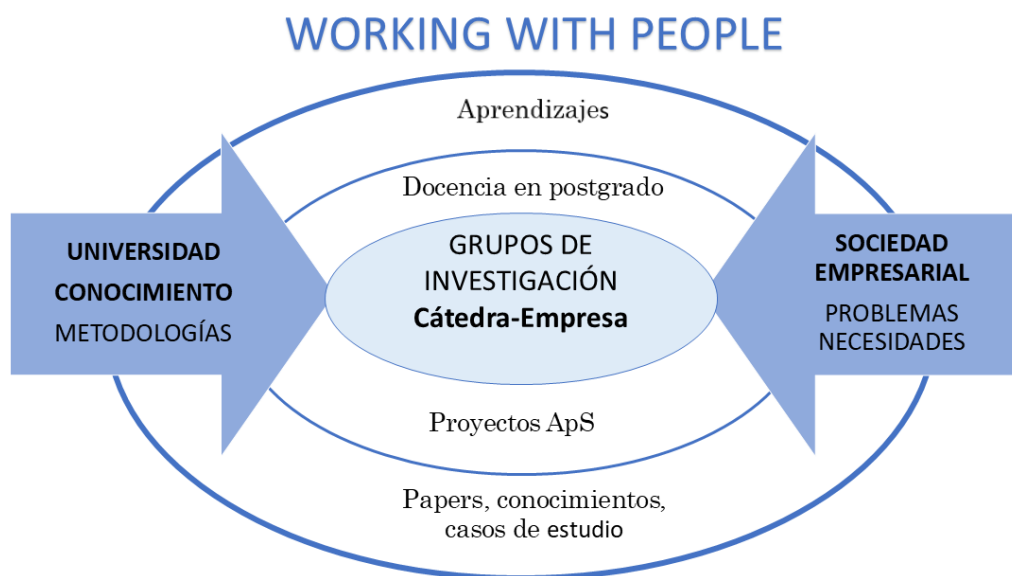 WORKING WITH PEOPLE
Aprendizajes
Docencia en postgrado
UNIVERSIDAD
CONOCIMIENTO
METODOLOGÍAS
GRUPOS DE
INVESTIGACIÓN
Cátedra-Empresa
SOCIEDAD
EMPRESARIAL
PROBLEMAS
NECESIDADES
Proyectos ApS
Papers, conocimientos,
casos de estudio